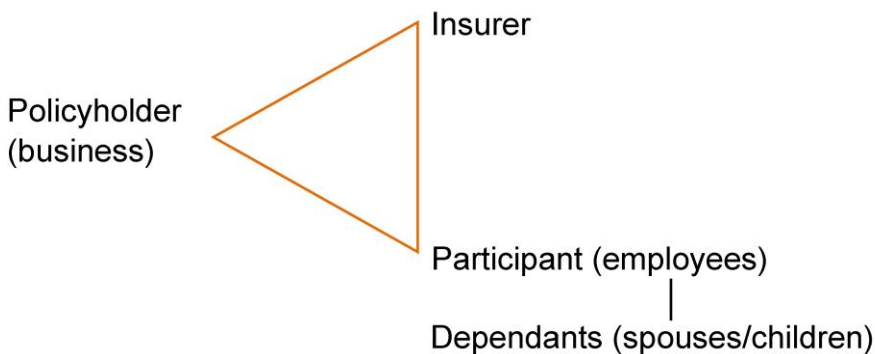 Insurer
Policyholder
(business)
Participant (employees)
Dependants (spouses/children)